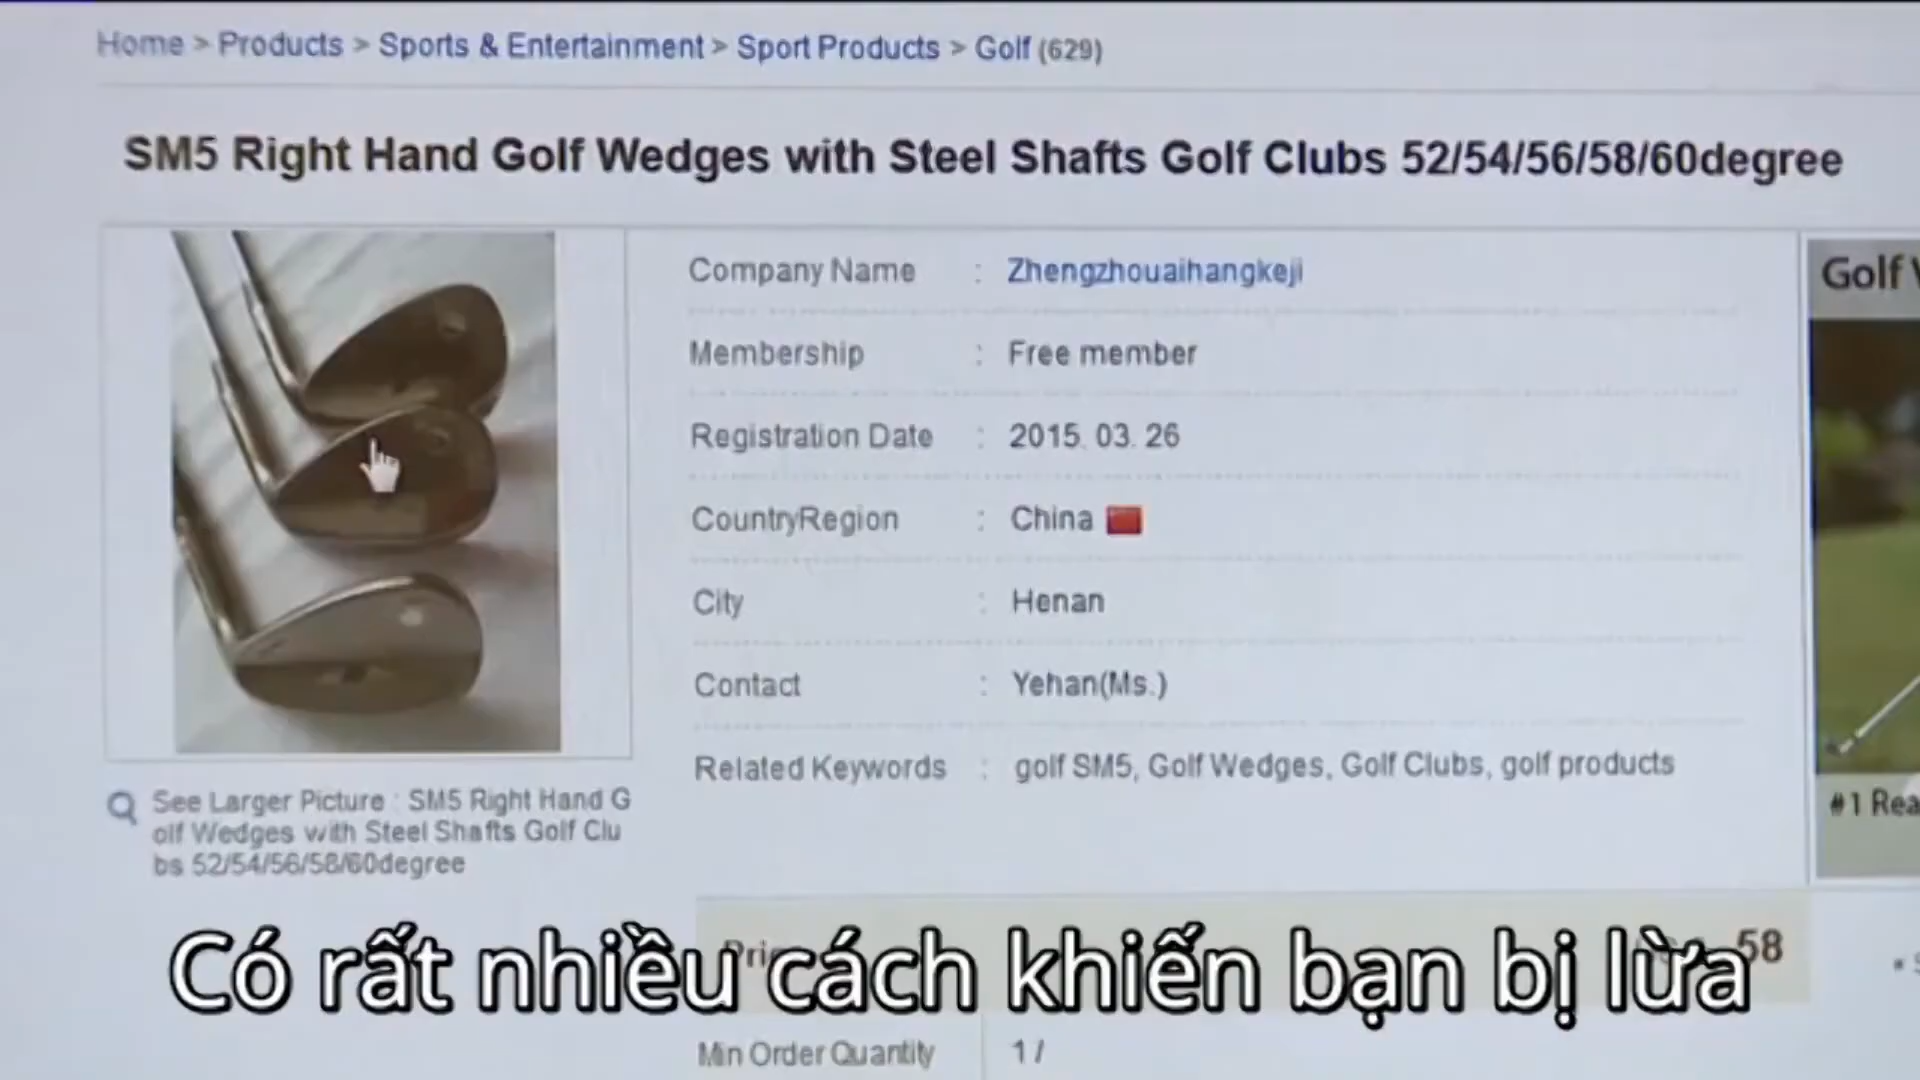 Home > Products > Sports & Entertainment > Sport Products > Golf (629)
SM5 Right Hand Golf Wedges with Steel Shafts Golf Clubs 52/54/56/58/60degree
Company Name : Zhengzhouaihangkeji
Membership : Free member
Registration Date : 2015. 03. 26
CountryRegion : China
City : Henan
Contact : Yehan(Ms.)
Related Keywords : golf SM5, Golf Wedges, Golf Clubs, golf products
See Larger Picture : SM5 Right Hand G
olf Wedges with Steel Shafts Golf Clu
bs 52/54/56/58/60degree
Golf
#1
58
Có rất nhiều cách khiến bạn bị lừa
Min Order Quantity 1 /